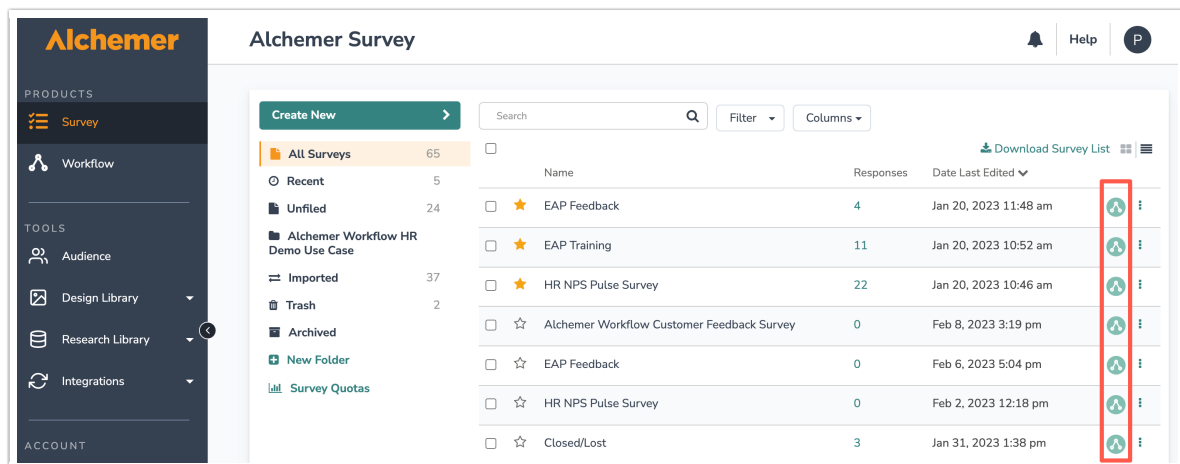 Alchemer
Alchemer Survey
Help
P
PRODUCTS
Survey
Workflow
TOOLS
Audience
Design Library
Research Library
Integrations
ACCOUNT
Create New
All Surveys 65
Recent 5
Unfiled 24
Alchemer Workflow HR
Demo Use Case
Imported 37
Trash 2
Archived
New Folder
Survey Quotas
Search
Filter
Columns
Download Survey List
Name Responses Date Last Edited
EAP Feedback 4 Jan 20, 2023 11:48 am
EAP Training 11 Jan 20, 2023 10:52 am
HR NPS Pulse Survey 22 Jan 20, 2023 10:46 am
Alchemer Workflow Customer Feedback Survey 0 Feb 8, 2023 3:19 pm
EAP Feedback 0 Feb 6, 2023 5:04 pm
HR NPS Pulse Survey 0 Feb 2, 2023 12:18 pm
Closed/Lost 3 Jan 31, 2023 1:38 pm